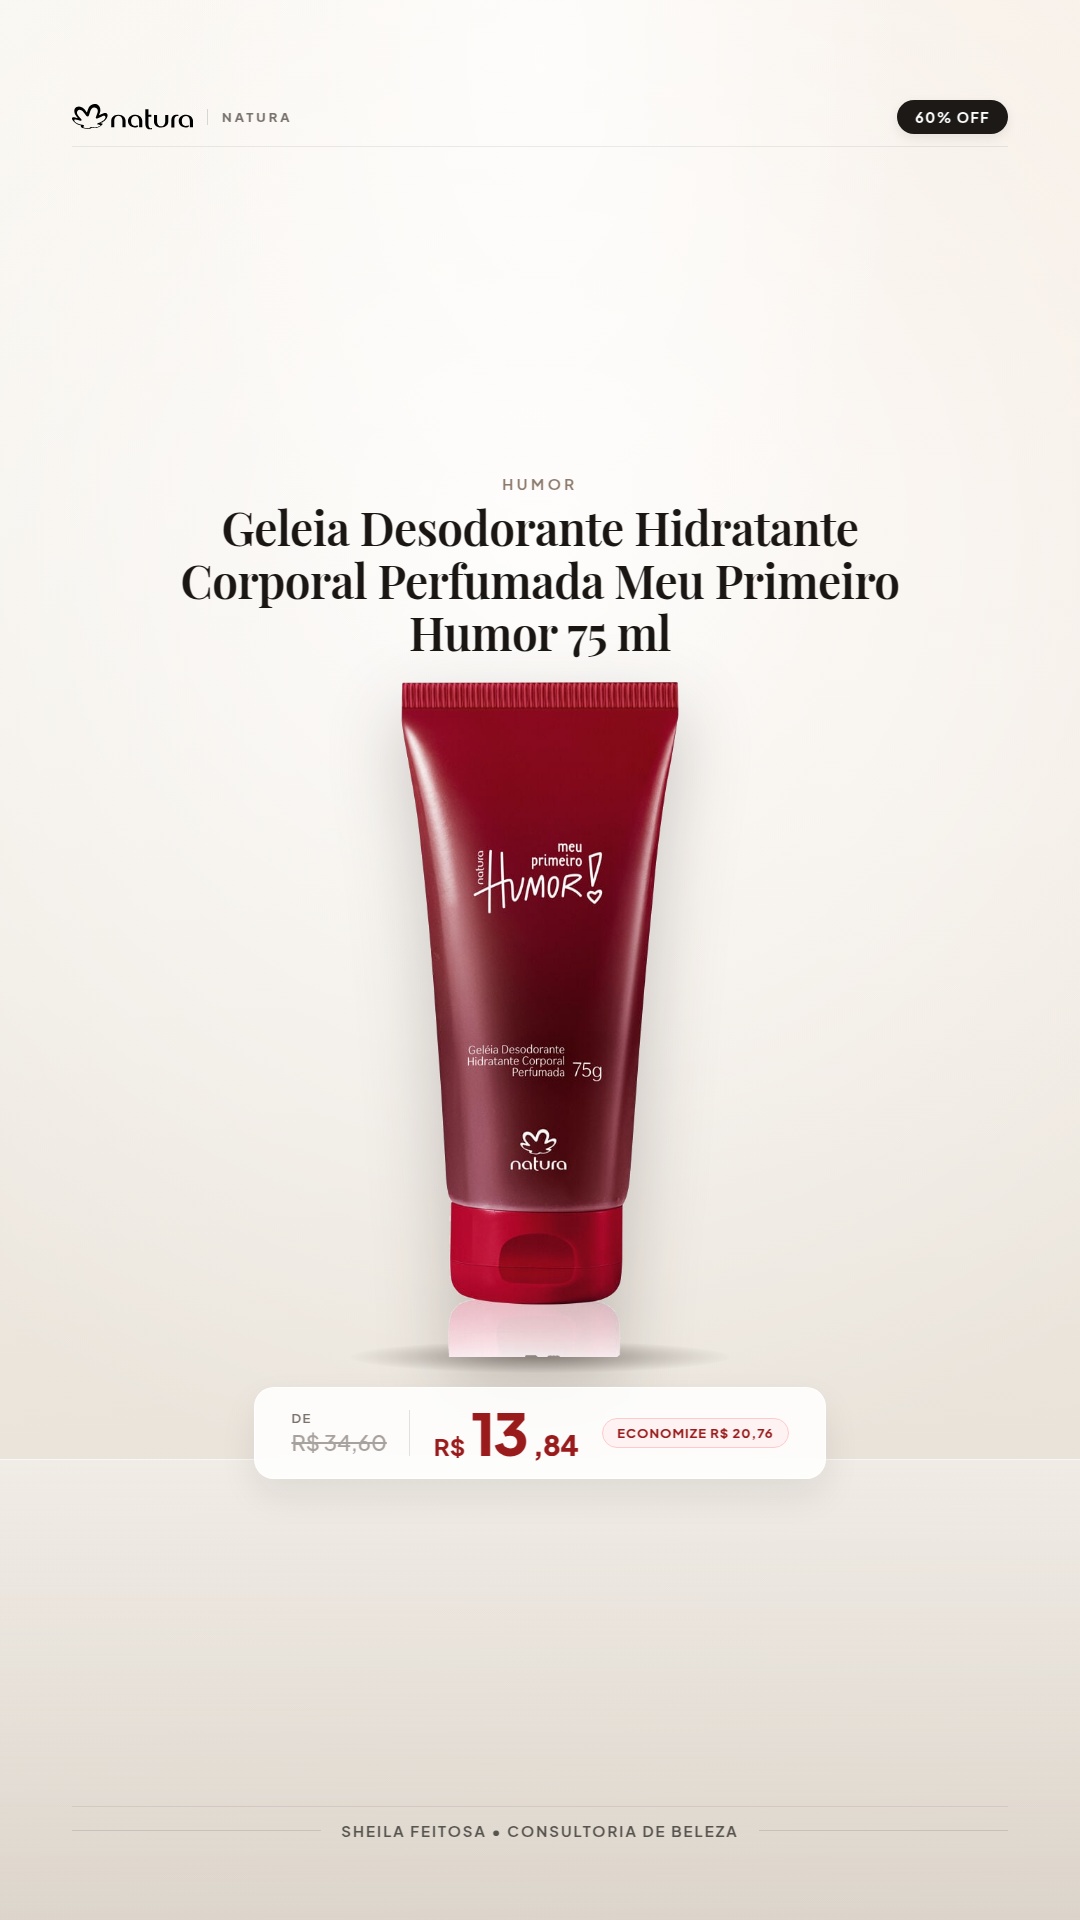 natura
NATURA
60% OFF
HUMOR
Geleia Desodorante Hidratante
Corporal Perfumada Meu Primeiro
Humor 75 ml
meu
primeiro
natura
HUMOR!
Geléia Desodorante
Hidratante Corporal
Perfumada 75g
natura
DE
R$ 34,60
R$ 13,84
ECONOMIZE R$ 20,76
SHEILA FEITOSA • CONSULTORIA DE BELEZA